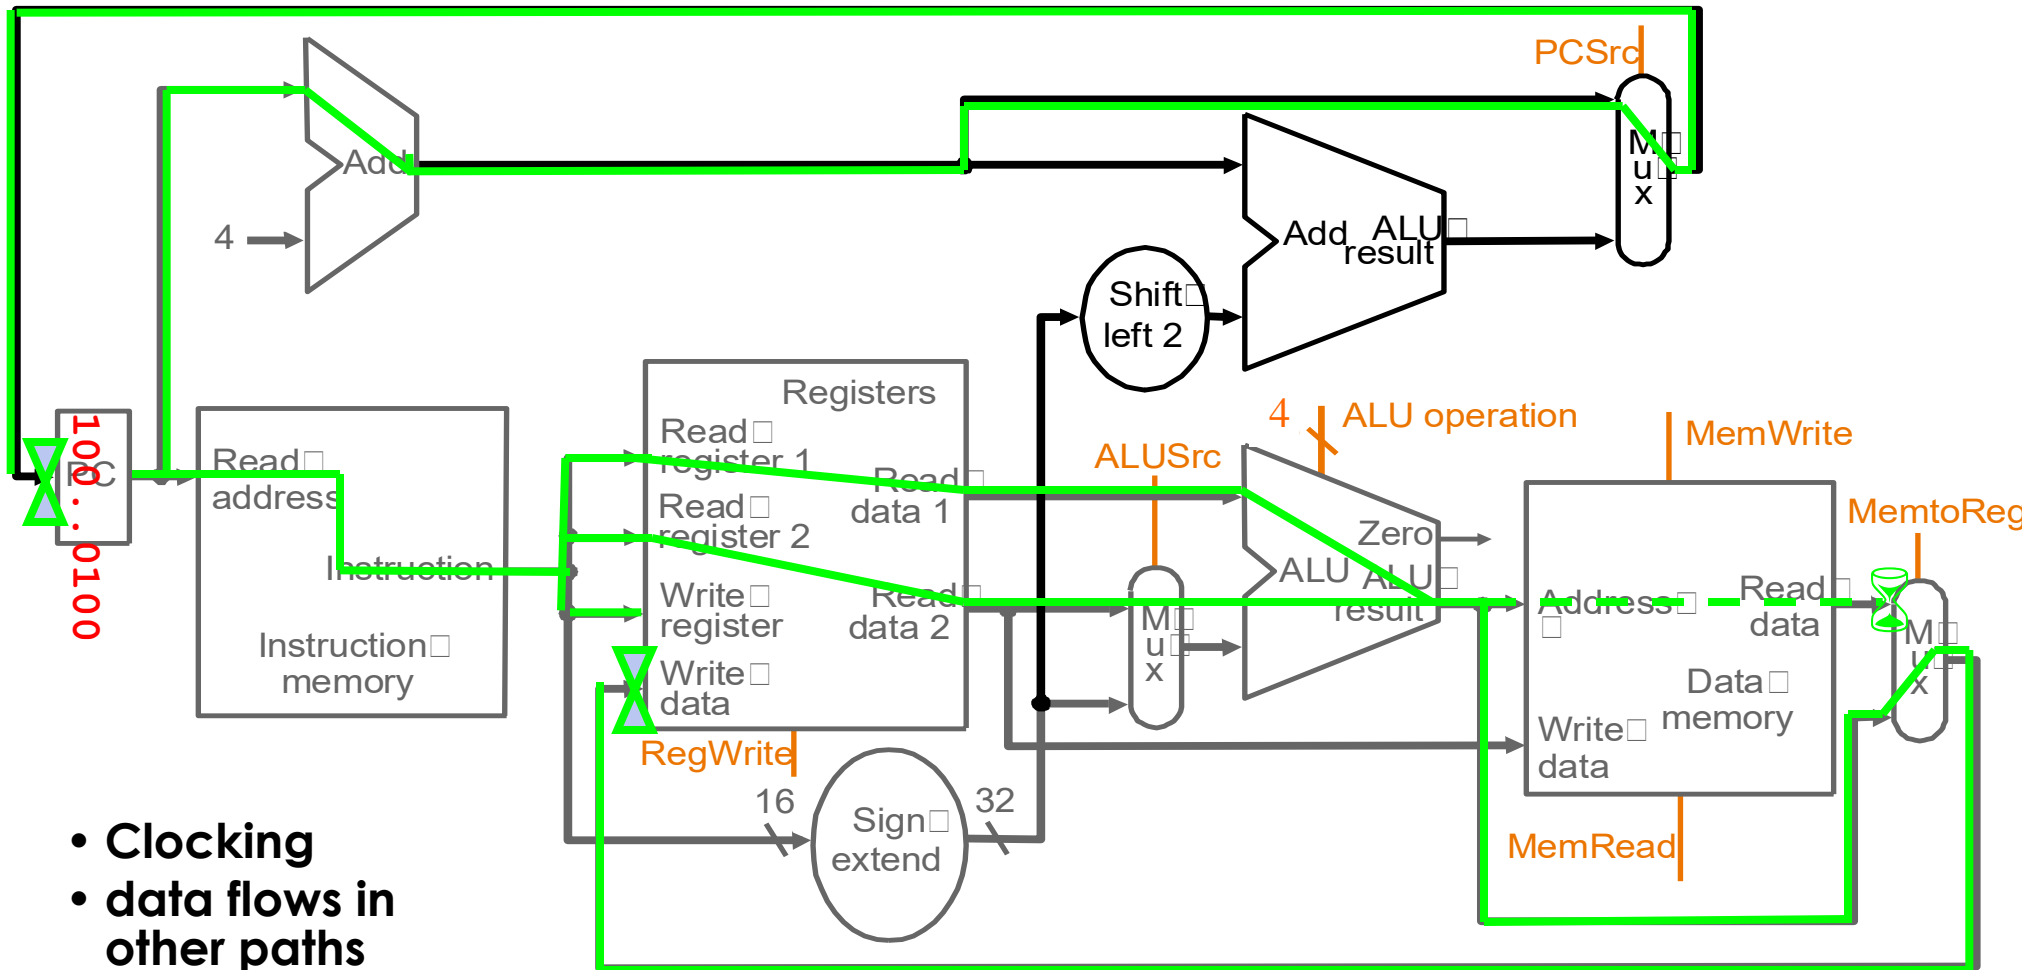 PCSrc
Add
4
M
u
x
Add
ALU
result
Shift
left 2
Registers
Read
register 1
Read
register 2
Write
register
Write
data
Read
data 1
Read
data 2
RegWrite
PC
100..0100
Read
address
Instruction
Instruction
memory
4
ALU operation
ALUSrc
M
u
x
Zero
ALU
ALU
result
MemWrite
MemtoReg
Address
Read
data
Write
data
Data
memory
M
u
x
MemRead
16
Sign
extend
32
• Clocking
• data flows in
other paths